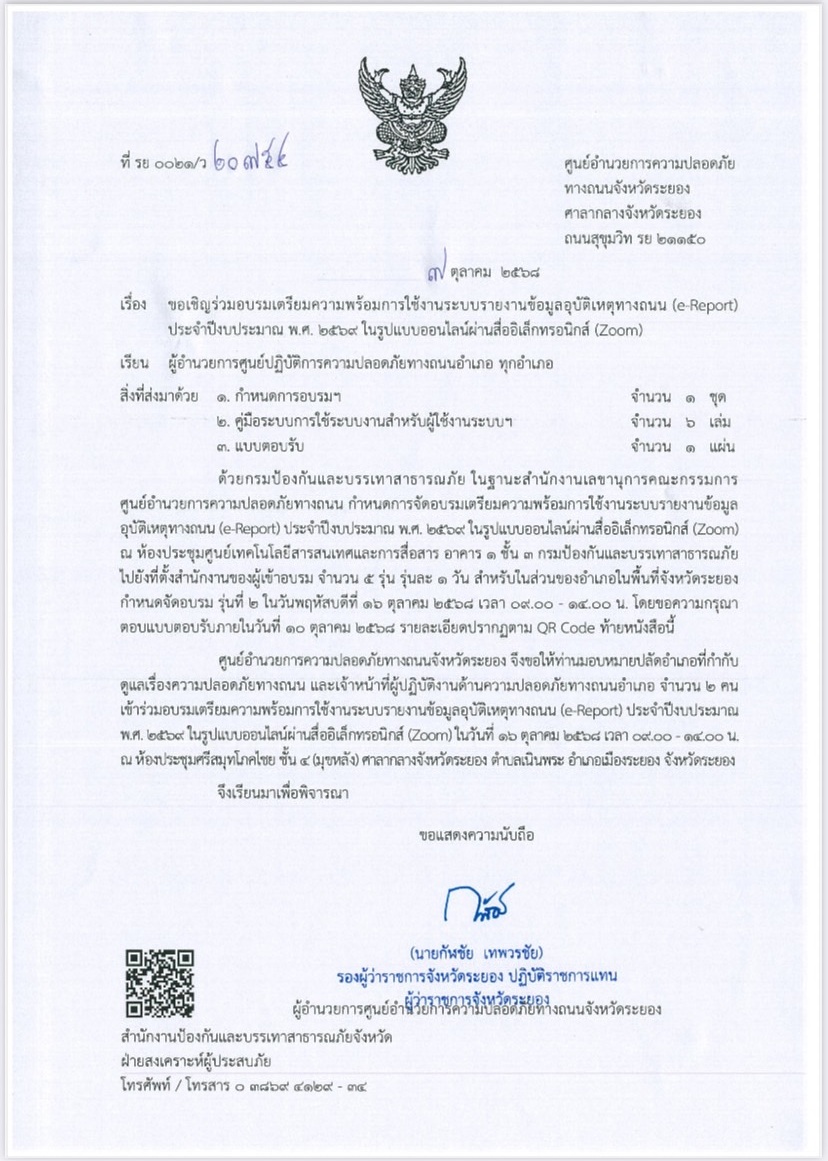 ที่ รย ๐๐๒๑/ว ๒๐๗๕๔
ศูนย์อำนวยการความปลอดภัย
ทางถนนจังหวัดระยอง
ศาลากลางจังหวัดระยอง
ถนนสุขุมวิท รย ๒๑๑๕๐
๗ ตุลาคม ๒๕๖๘
เรื่อง ขอเชิญร่วมอบรมเตรียมความพร้อมการใช้งานระบบรายงานข้อมูลอุบัติเหตุทางถนน (e-Report)
ประจำปีงบประมาณ พ.ศ. ๒๕๖๙ ในรูปแบบออนไลน์ผ่านสื่ออิเล็กทรอนิกส์ (Zoom)
เรียน ผู้อำนวยการศูนย์ปฏิบัติการความปลอดภัยทางถนนอำเภอ ทุกอำเภอ
สิ่งที่ส่งมาด้วย ๑. กำหนดการอบรมฯ จำนวน ๑ ชุด
๒. คู่มือระบบการใช้ระบบงานสำหรับผู้ใช้งานระบบฯ จำนวน ๖ เล่ม
๓. แบบตอบรับ จำนวน ๑ แผ่น
ด้วยกรมป้องกันและบรรเทาสาธารณภัย ในฐานะสำนักงานเลขานุการคณะกรรมการ
ศูนย์อำนวยการความปลอดภัยทางถนน กำหนดการจัดอบรมเตรียมความพร้อมการใช้งานระบบรายงานข้อมูล
อุบัติเหตุทางถนน (e-Report) ประจำปีงบประมาณ พ.ศ. ๒๕๖๙ ในรูปแบบออนไลน์ผ่านสื่ออิเล็กทรอนิกส์ (Zoom)
ณ ห้องประชุมศูนย์เทคโนโลยีสารสนเทศและการสื่อสาร อาคาร ๑ ชั้น ๓ กรมป้องกันและบรรเทาสาธารณภัย
ไปยังที่ตั้งสำนักงานของผู้เข้าอบรม จำนวน ๕ รุ่น รุ่นละ ๑ วัน สำหรับในส่วนของอำเภอในพื้นที่จังหวัดระยอง
กำหนดจัดอบรม รุ่นที่ ๒ ในวันพฤหัสบดีที่ ๑๖ ตุลาคม ๒๕๖๘ เวลา ๐๙.๐๐ - ๑๔.๐๐ น. โดยขอความกรุณา
ตอบแบบตอบรับภายในวันที่ ๑๐ ตุลาคม ๒๕๖๘ รายละเอียดปรากฏตาม QR Code ท้ายหนังสือนี้
ศูนย์อำนวยการความปลอดภัยทางถนนจังหวัดระยอง จึงขอให้ท่านมอบหมายปลัดอำเภอที่กำกับ
ดูแลเรื่องความปลอดภัยทางถนน และเจ้าหน้าที่ผู้ปฏิบัติงานด้านความปลอดภัยทางถนนอำเภอ จำนวน ๒ คน
เข้าร่วมอบรมเตรียมความพร้อมการใช้งานระบบรายงานข้อมูลอุบัติเหตุทางถนน (e-Report) ประจำปีงบประมาณ
พ.ศ. ๒๕๖๙ ในรูปแบบออนไลน์ผ่านสื่ออิเล็กทรอนิกส์ (Zoom) ในวันที่ ๑๖ ตุลาคม ๒๕๖๘ เวลา ๐๙.๐๐ - ๑๔.๐๐ น.
ณ ห้องประชุมศรีสมุทโภคไชย ชั้น ๔ (มุขหลัง) ศาลากลางจังหวัดระยอง ตำบลเนินพระ อำเภอเมืองระยอง จังหวัดระยอง
จึงเรียนมาเพื่อพิจารณา
ขอแสดงความนับถือ
(นายกัฬชัย เทพวรชัย)
รองผู้ว่าราชการจังหวัดระยอง ปฏิบัติราชการแทน
ผู้ว่าราชการจังหวัดระยอง
ผู้อำนวยการศูนย์อำนวยการความปลอดภัยทางถนนจังหวัดระยอง
สำนักงานป้องกันและบรรเทาสาธารณภัยจังหวัด
ฝ่ายสงเคราะห์ผู้ประสบภัย
โทรศัพท์ / โทรสาร ๐ ๓๘๖๙ ๔๑๒๙ - ๓๔